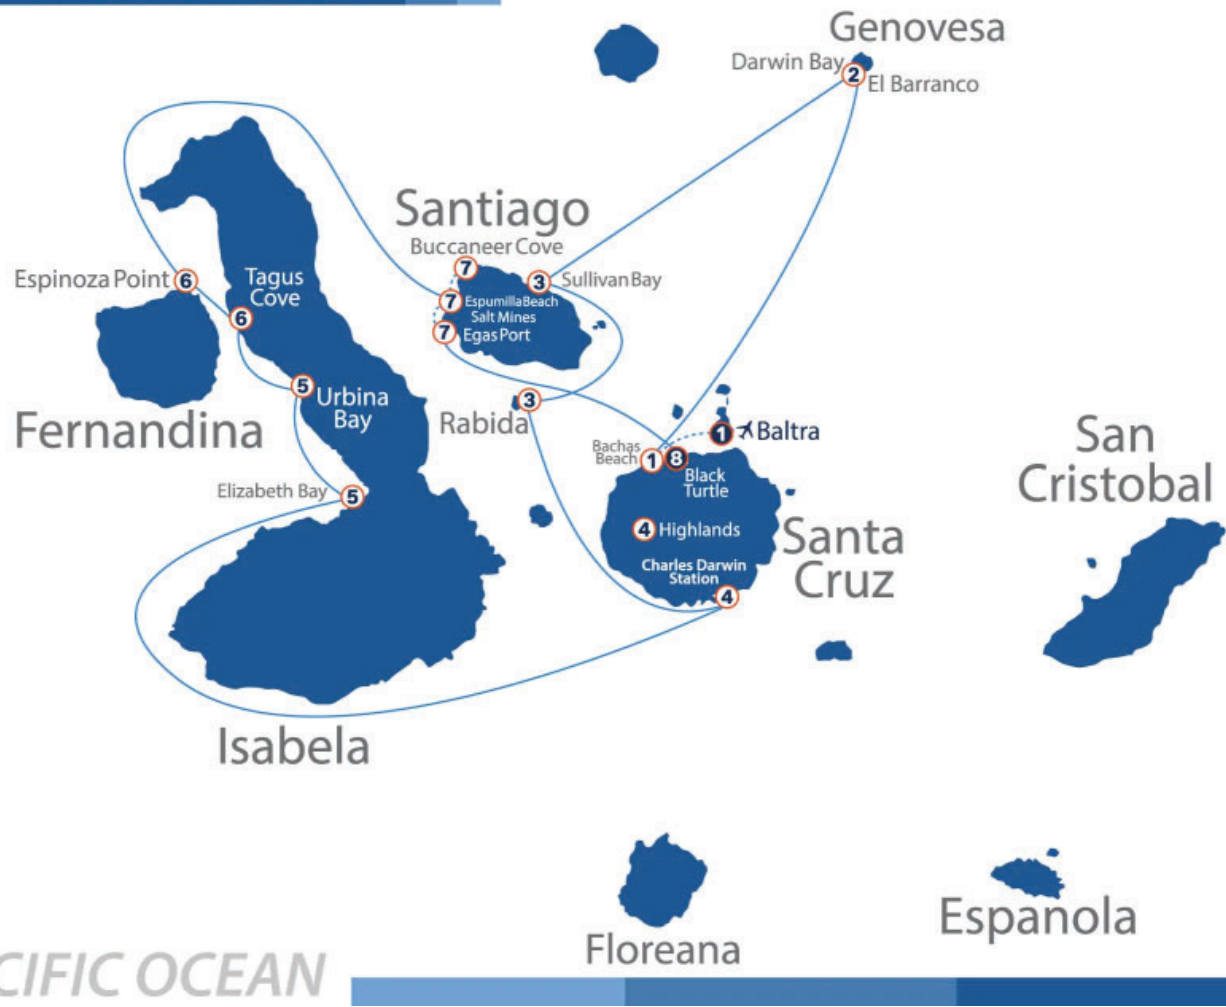 Genovesa
Darwin Bay
2
El Barranco
Santiago
Buccaneer Cove
7
3
Sullivan Bay
Espinoza Point
6
Tagus
Cove
7
EspumillaBeach
Salt Mines
6
7
Egas Port
5
Urbina
Bay
Fernandina
Rabida
3
1
Baltra
Bachas
Beach
1
8
Black
Turtle
San
Cristobal
Elizabeth Bay
5
4
Highlands
Santa
Cruz
Charles Darwin
Station
4
Isabela
Floreana
Espanola
CIFIC OCEAN